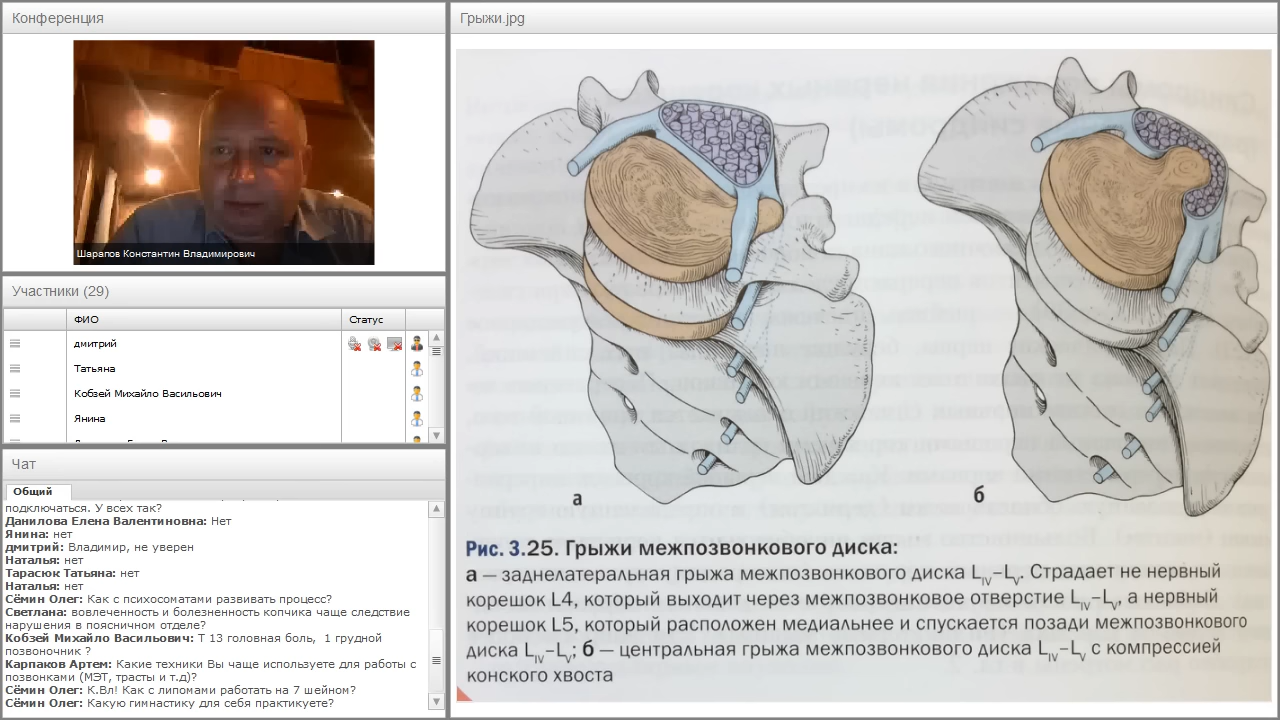 Конференция
Шарапов Константин Владимирович
Участники (29)
ФИО
Статус
дмитрий
Татьяна
Кобзей Михайло Васильович
Янина
Чат
Общий
подключаться. У всех так?
Данилова Елена Валентиновна: Нет
Янина: нет
дмитрий: Владимир, не уверен
Наталья: нет
Тарасюк Татьяна: нет
Наталья: нет
Сёмин Олег: Как с психосоматами развивать процесс?
Светлана: вовлеченность и болезненность копчика чаще следствие
нарушения в поясничном отделе?
Кобзей Михайло Васильович: Т 13 головная боль, 1 грудной
позвоночник ?
Карпаков Артем: Какие техники Вы чаще используете для работы с
позвонками (МЭТ, трасты и т.д)?
Сёмин Олег: К.Вл! Как с липомами работать на 7 шейном?
Сёмин Олег: Какую гимнастику для себя практикуете?
Грыжи.jpg
а
б
Рис. 3.25. Грыжи межпозвонкового диска:
а — заднелатеральная грыжа межпозвонкового диска LIV–LV. Страдает не нервный
корешок L4, который выходит через межпозвонковое отверстие LIV–LV, а нервный
корешок L5, который расположен медиальнее и спускается позади межпозвонкового
диска LIV–LV; б — центральная грыжа межпозвонкового диска LIV–LV с компрессией
конского хвоста